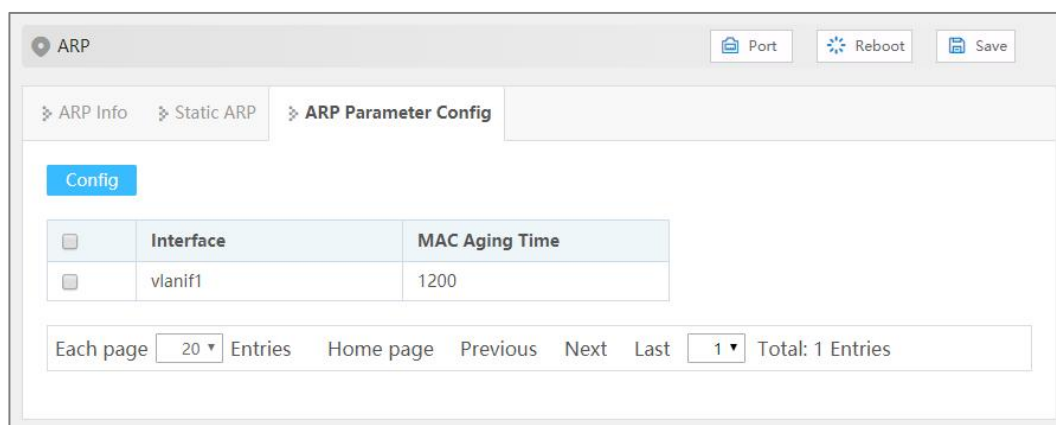 ARP Port Reboot Save
ARP Info Static ARP ARP Parameter Config
Config
Interface MAC Aging Time
vlanif1 1200
Each page 20 Entries Home page Previous Next Last 1 Total: 1 Entries